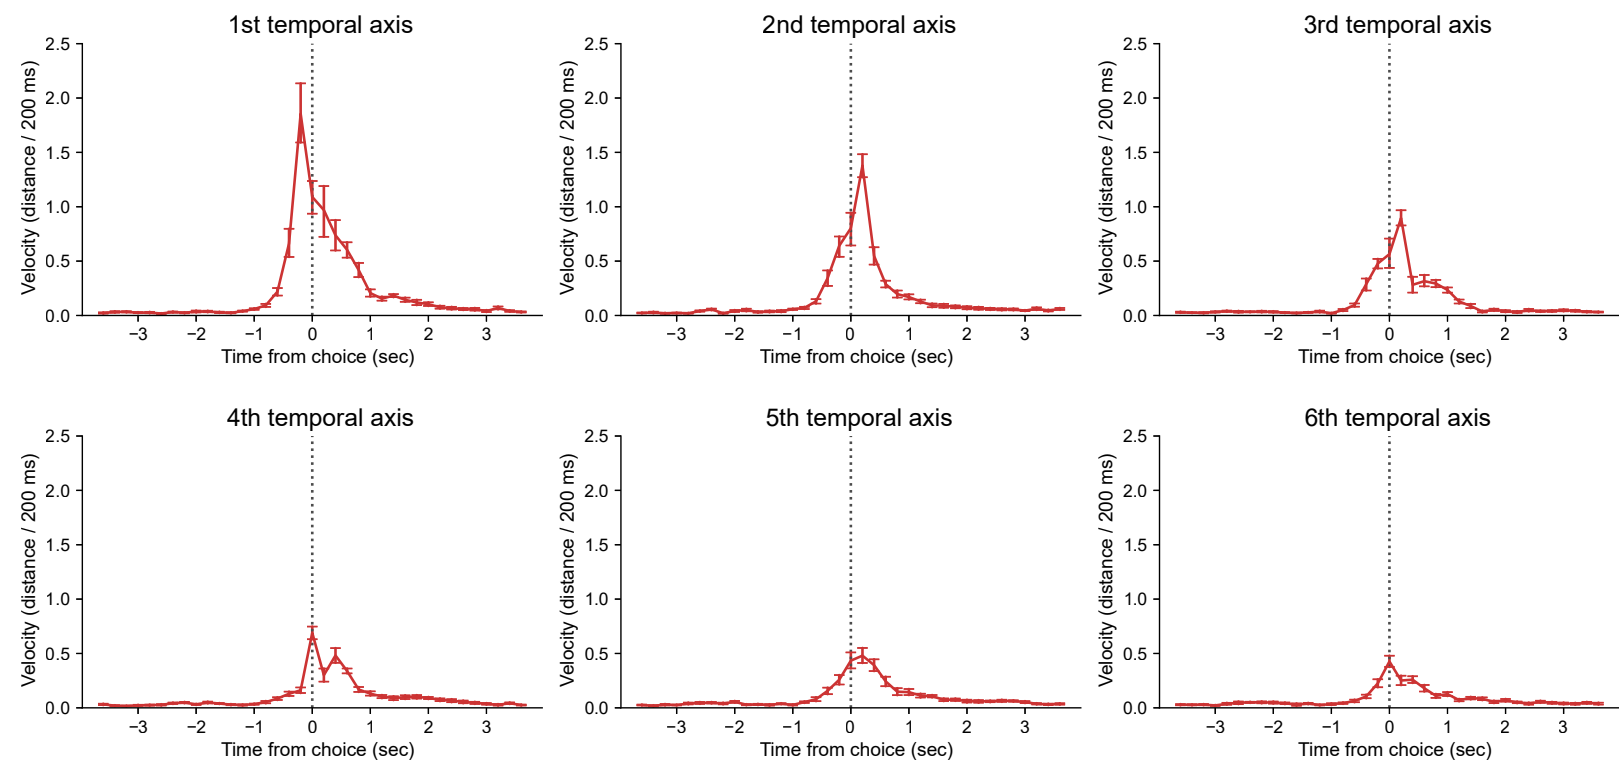 1st temporal axis
2nd temporal axis
3rd temporal axis
Velocity (distance / 200 ms)
2.5
2.0
1.5
1.0
0.5
0.0
−3 −2 −1 0 1 2 3
Time from choice (sec)
Velocity (distance / 200 ms)
2.5
2.0
1.5
1.0
0.5
0.0
−3 −2 −1 0 1 2 3
Time from choice (sec)
Velocity (distance / 200 ms)
2.5
2.0
1.5
1.0
0.5
0.0
−3 −2 −1 0 1 2 3
Time from choice (sec)
4th temporal axis
5th temporal axis
6th temporal axis
Velocity (distance / 200 ms)
2.5
2.0
1.5
1.0
0.5
0.0
−3 −2 −1 0 1 2 3
Time from choice (sec)
Velocity (distance / 200 ms)
2.5
2.0
1.5
1.0
0.5
0.0
−3 −2 −1 0 1 2 3
Time from choice (sec)
Velocity (distance / 200 ms)
2.5
2.0
1.5
1.0
0.5
0.0
−3 −2 −1 0 1 2 3
Time from choice (sec)